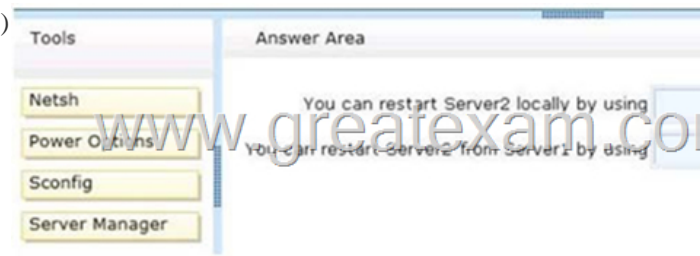 )
Tools
Answer Area
Netsh
You can restart Server2 locally by using
www.greatexam.co
Power Options
You can restart Server2 from Server1 by using
Sconfig
Server Manager